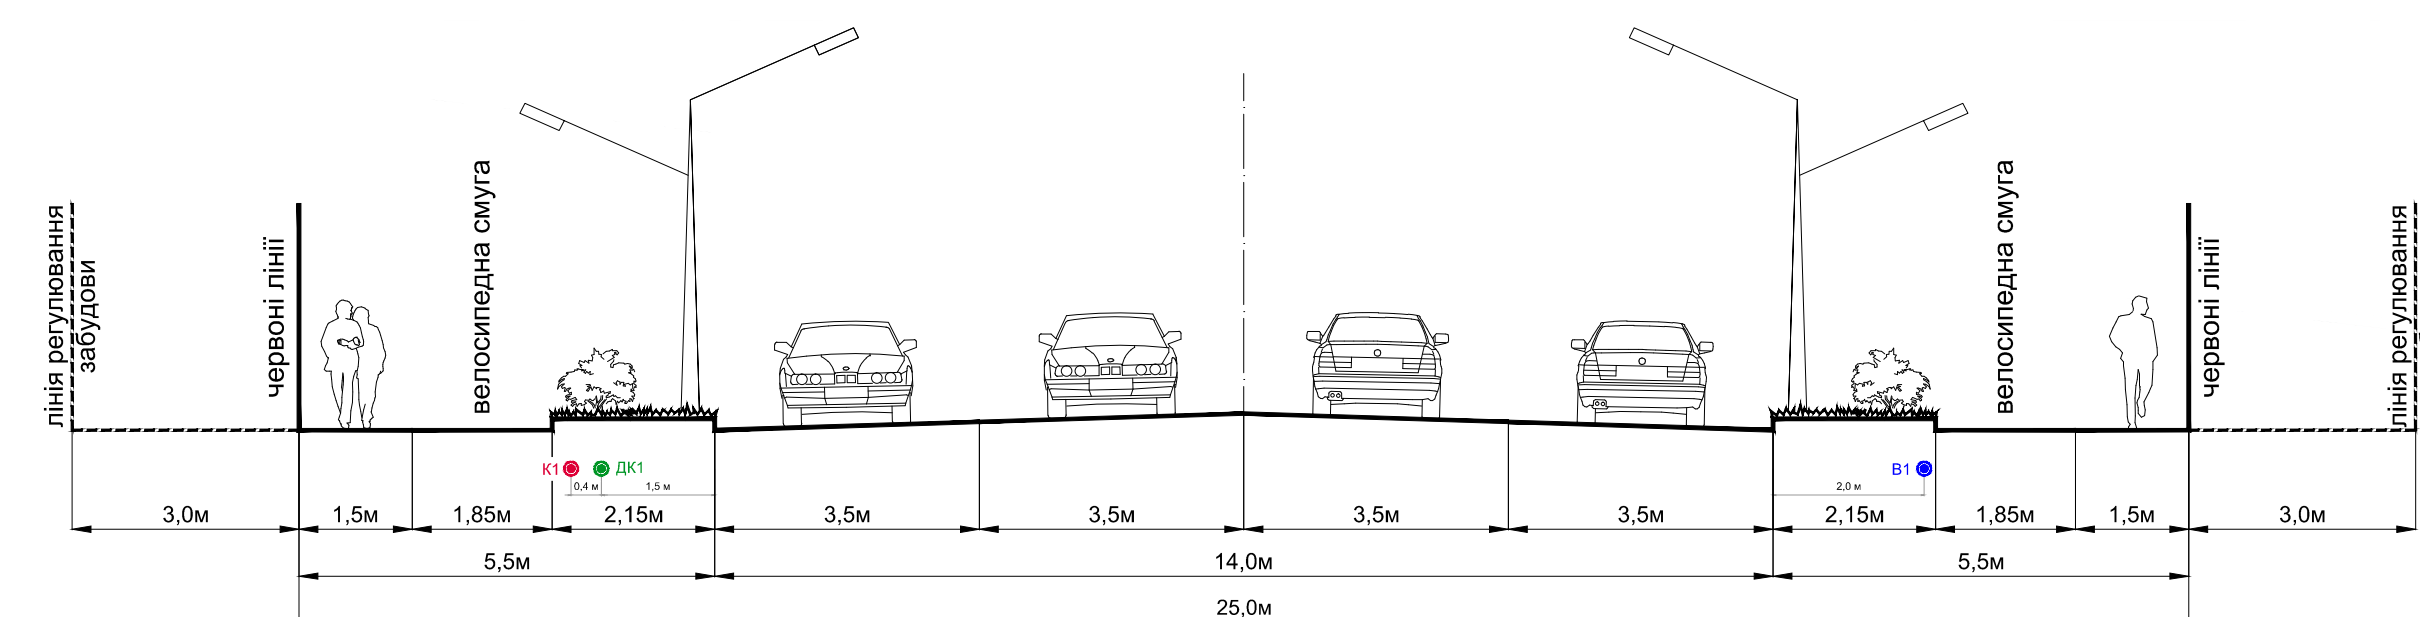 лінія регулювання
забудови
червоні лінії
велосипедна смуга
велосипедна смуга
червоні лінії
лінія регулювання
К1
ДК1
В1
0,4 м
1,5 м
2,0 м
3,0м
1,5м
1,85м
2,15м
3,5м
3,5м
3,5м
3,5м
2,15м
1,85м
1,5м
3,0м
5,5м
14,0м
5,5м
25,0м